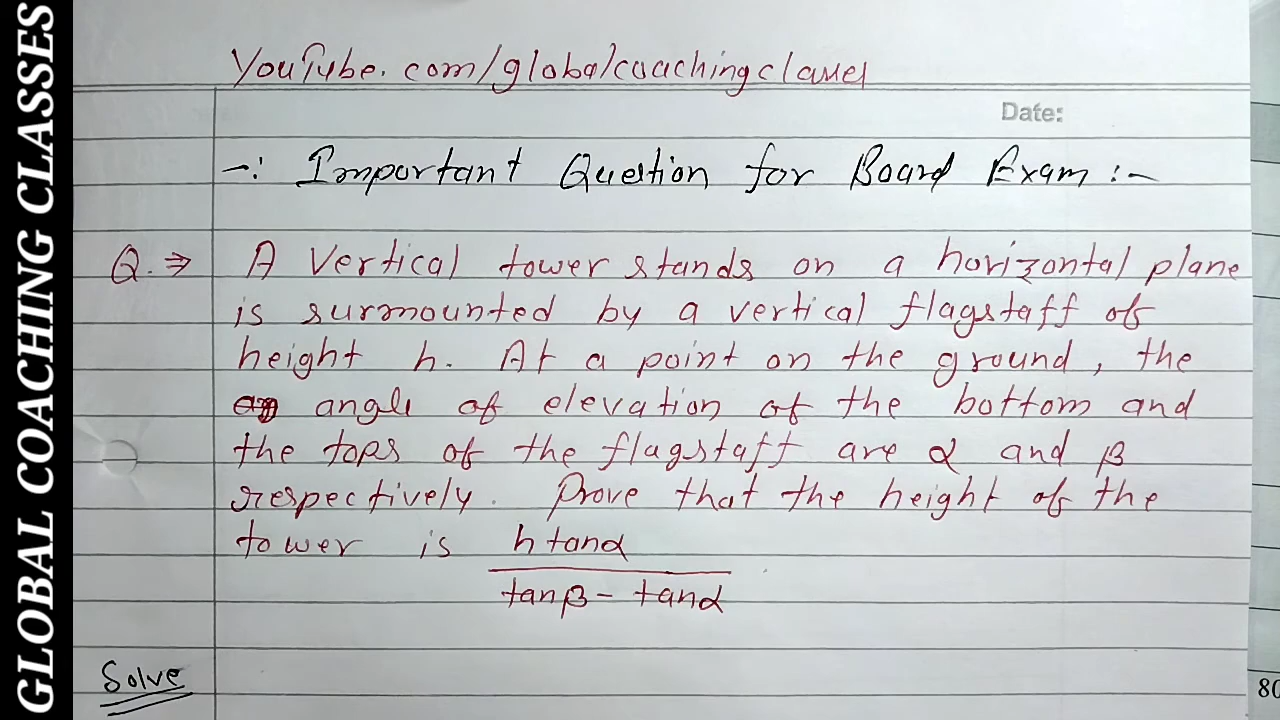 GLOBAL COACHING CLASSES
YouTube.com/globalcoachingclasses
Date:
-: Important Question for Board Exam :-
Q. ⇒ A vertical tower stands on a horizontal plane
is surmounted by a vertical flagstaff of
height h. At a point on the ground, the
angle of elevation of the bottom and
the tops of the flagstaff are α and β
respectively. Prove that the height of the
tower is h tanα
tanβ - tanα
Solve
80